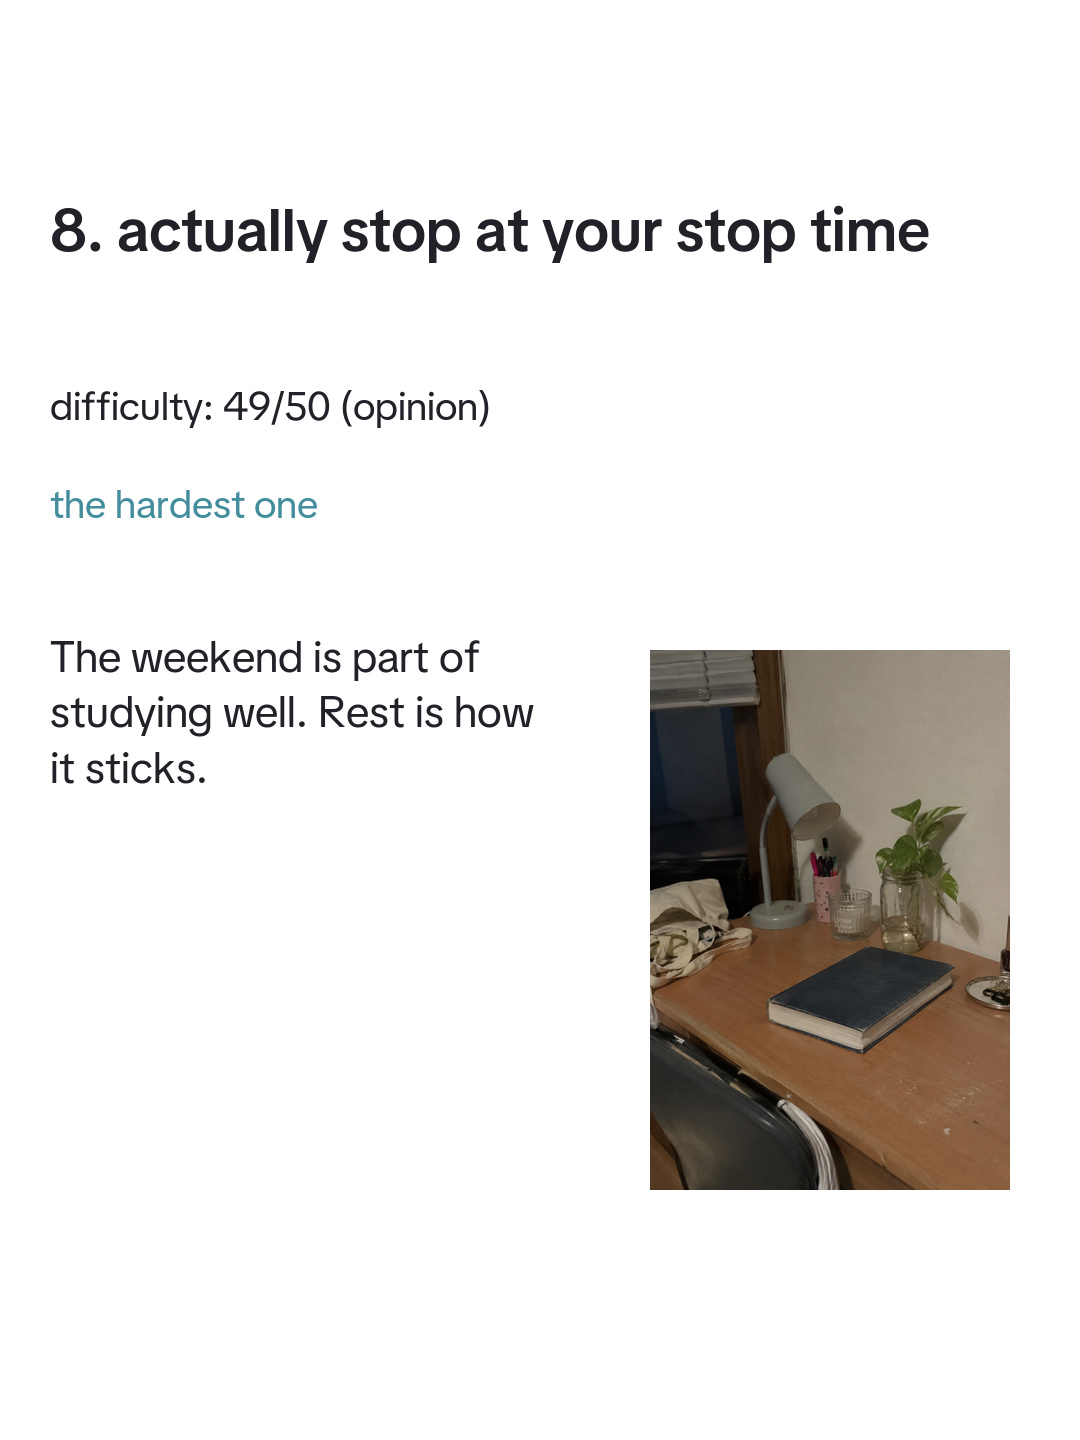 8. actually stop at your stop time
difficulty: 49/50 (opinion)
the hardest one
The weekend is part of
studying well. Rest is how
it sticks.